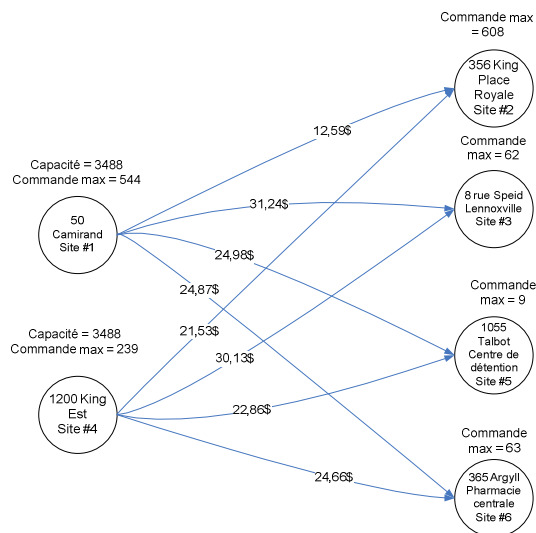 Commande max
= 608
356 King
Place
Royale
Site #2
12,59$
Commande
max = 62
Capacité = 3488
Commande max = 544
8 rue Speid
Lennoxville
Site #3
31,24$
50
Camirand
Site #1
24,98$
24,87$
Commande
max = 9
21,53$
Capacité = 3488
Commande max = 239
1055
Talbot
Centre de
détention
Site #5
30,13$
1200 King
Est
Site #4
22,86$
Commande
max = 63
24,66$
365 Argyll
Pharmacie
centrale
Site #6